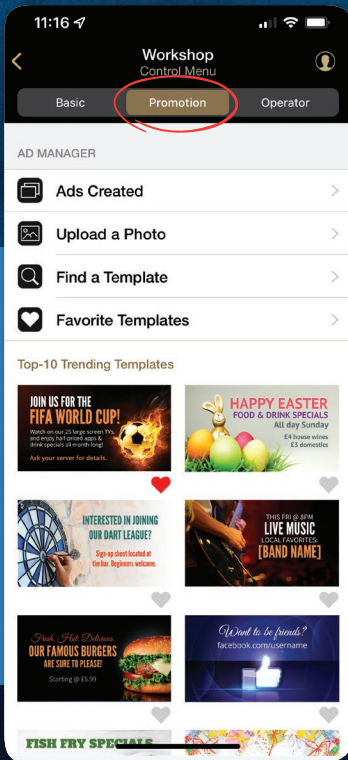 11:16
Workshop
Control Menu
Basic
Promotion
Operator
AD MANAGER
Ads Created
Upload a Photo
Find a Template
Favorite Templates
Top-10 Trending Templates
JOIN US FOR THE
FIFA WORLD CUP!
Watch on our 25 large screen TVs,
and enjoy half-priced apps &
drink specials all month long!
Ask your server for details.
HAPPY EASTER
FOOD & DRINK SPECIALS
All day Sunday
£4 house wines
£3 domestics
INTERESTED IN JOINING
OUR DART LEAGUE?
Sign-up sheet located at
the bar. Beginners welcome.
THIS FRI @ 8PM
LIVE MUSIC
LOCAL FAVORITES:
[BAND NAME]
Fresh. Hot. Delicious.
OUR FAMOUS BURGERS
ARE SURE TO PLEASE!
Starting @ £5.99
Want to be friends?
facebook.com/username
FISH FRY SPECIALS